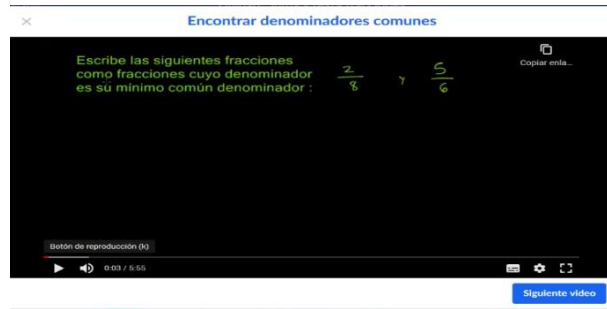 Encontrar denominadores comunes
Copiar enla...
Escribe las siguientes fracciones
como fracciones cuyo denominador
es su mínimo común denominador :
2/8 y 5/6
Botón de reproducción (k)
0:03 / 5:55
Siguiente video